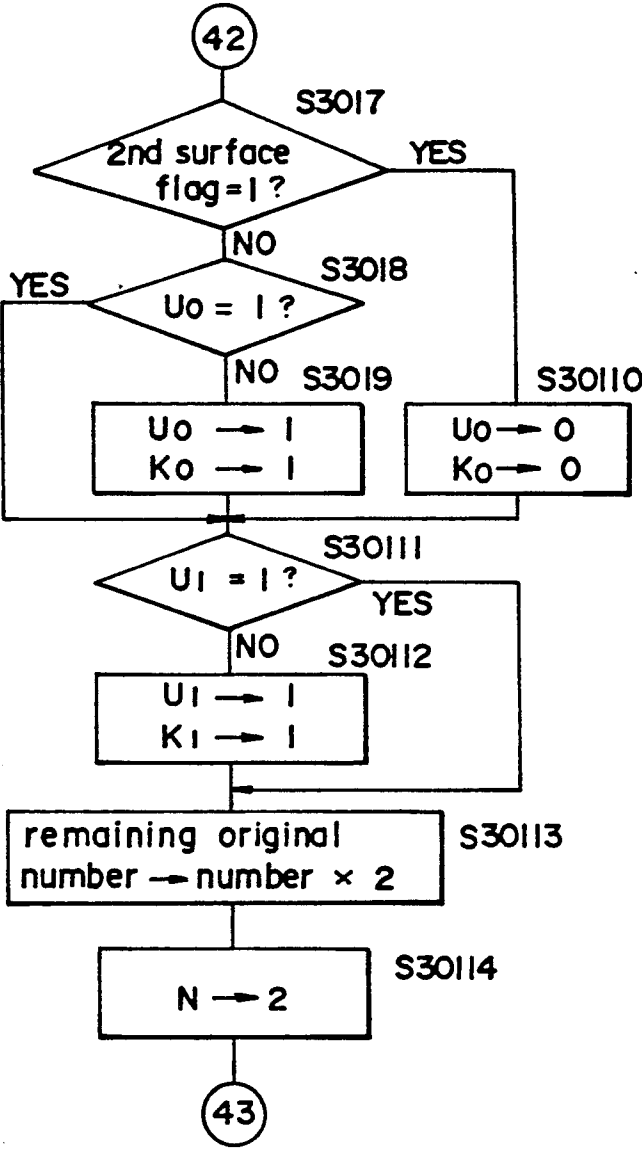 42
S3017
2nd surface
flag=1?
YES
NO
S3018
YES
Uo = 1?
NO
S3019
Uo → 1
Ko → 1
S30110
Uo → 0
Ko → 0
S30111
U1 = 1?
YES
NO
S30112
U1 → 1
K1 → 1
remaining original
number → number × 2
S30113
S30114
N → 2
43